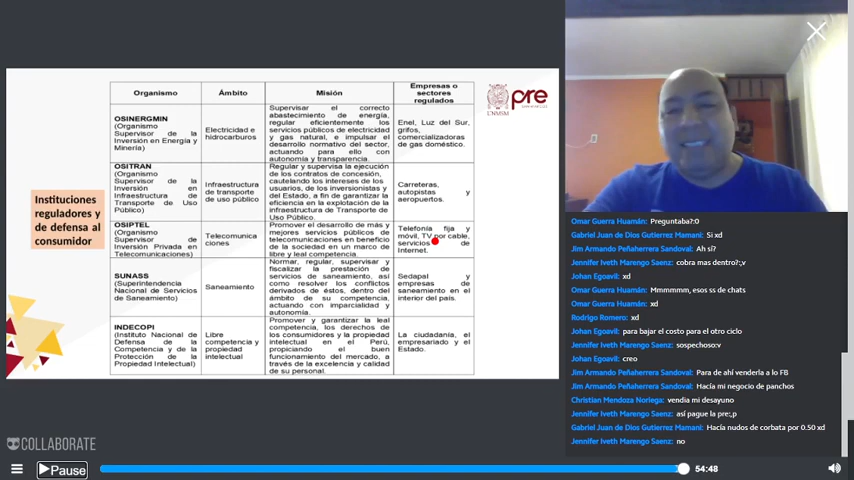 Organismo
Ámbito
Misión
Empresas o
sectores
regulados
OSINERGMIN
(Organismo
Supervisor de la
Inversión en Energía y
Minería)
Electricidad e
hidrocarburos
Supervisar el correcto
abastecimiento de energía,
regular eficientemente los
servicios públicos de electricidad
y gas natural, e impulsar el
desarrollo normativo del sector,
actuando para ello con
autonomía y transparencia.
Enel, Luz del Sur,
grifos,
comercializadoras
de gas doméstico.
OSITRAN
(Organismo
Supervisor de la
Inversión en
Infraestructura de
Transporte de Uso
Público)
Infraestructura
de transporte
de uso público
Regular y supervisa la ejecución
de los contratos de concesión,
cautelando los intereses de los
usuarios, de los inversionistas y
del Estado, a fin de garantizar la
eficiencia en la explotación de la
infraestructura de Transporte de
Uso Público.
Carreteras,
autopistas y
aeropuertos.
OSIPTEL
(Organismo
Supervisor de
Inversión Privada en
Telecomunicaciones)
Telecomunica
ciones
Promover el desarrollo de más y
mejores servicios públicos de
telecomunicaciones en beneficio
de la sociedad en un marco de
libre y leal competencia.
Telefonía fija y
móvil, TV por cable,
servicios de
Internet.
SUNASS
(Superintendencia
Nacional de Servicios
de Saneamiento)
Saneamiento
Normar, regular, supervisar y
fiscalizar la prestación de
servicios de saneamiento, así
como resolver los conflictos
derivados de éstos, dentro del
ámbito de su competencia,
actuando con imparcialidad y
autonomía.
Sedapal y
empresas de
saneamiento en el
interior del país.
INDECOPI
(Instituto Nacional de
Defensa de la
Competencia y de la
Protección de la
Propiedad Intelectual)
Libre
competencia y
propiedad
intelectual
Promover y garantizar la leal
competencia, los derechos de
los consumidores y la propiedad
intelectual en el Perú,
propiciando el buen
funcionamiento del mercado, a
través de la excelencia y calidad
de su personal.
La ciudadanía, el
empresariado y el
Estado.
Instituciones
reguladores y
de defensa al
consumidor
pre
UNMSM
Omar Guerra Huamán: Preguntaba?:0
Gabriel Juan de Dios Gutierrez Mamani: Si xd
Jim Armando Peñaherrera Sandoval: Ah sí?
Jennifer Iveth Marengo Saenz: cobra mas dentro?:,v
Johan Egoavil: xd
Omar Guerra Huamán: Mmmmmm, esos ss de chats
Omar Guerra Huamán: xd
Rodrigo Romero: xd
Johan Egoavil: para bajar el costo para el otro ciclo
Jennifer Iveth Marengo Saenz: sospechoso:v
Johan Egoavil: creo
Jim Armando Peñaherrera Sandoval: Para de ahí venderla a lo FB
Jim Armando Peñaherrera Sandoval: Hacía mi negocio de panchos
Christian Mendoza Noriega: vendia mi desayuno
Jennifer Iveth Marengo Saenz: así pague la pre:,p
Gabriel Juan de Dios Gutierrez Mamani: Hacía nudos de corbata por 0.50 xd
Jennifer Iveth Marengo Saenz: no
COLLABORATE
Pause
54:48